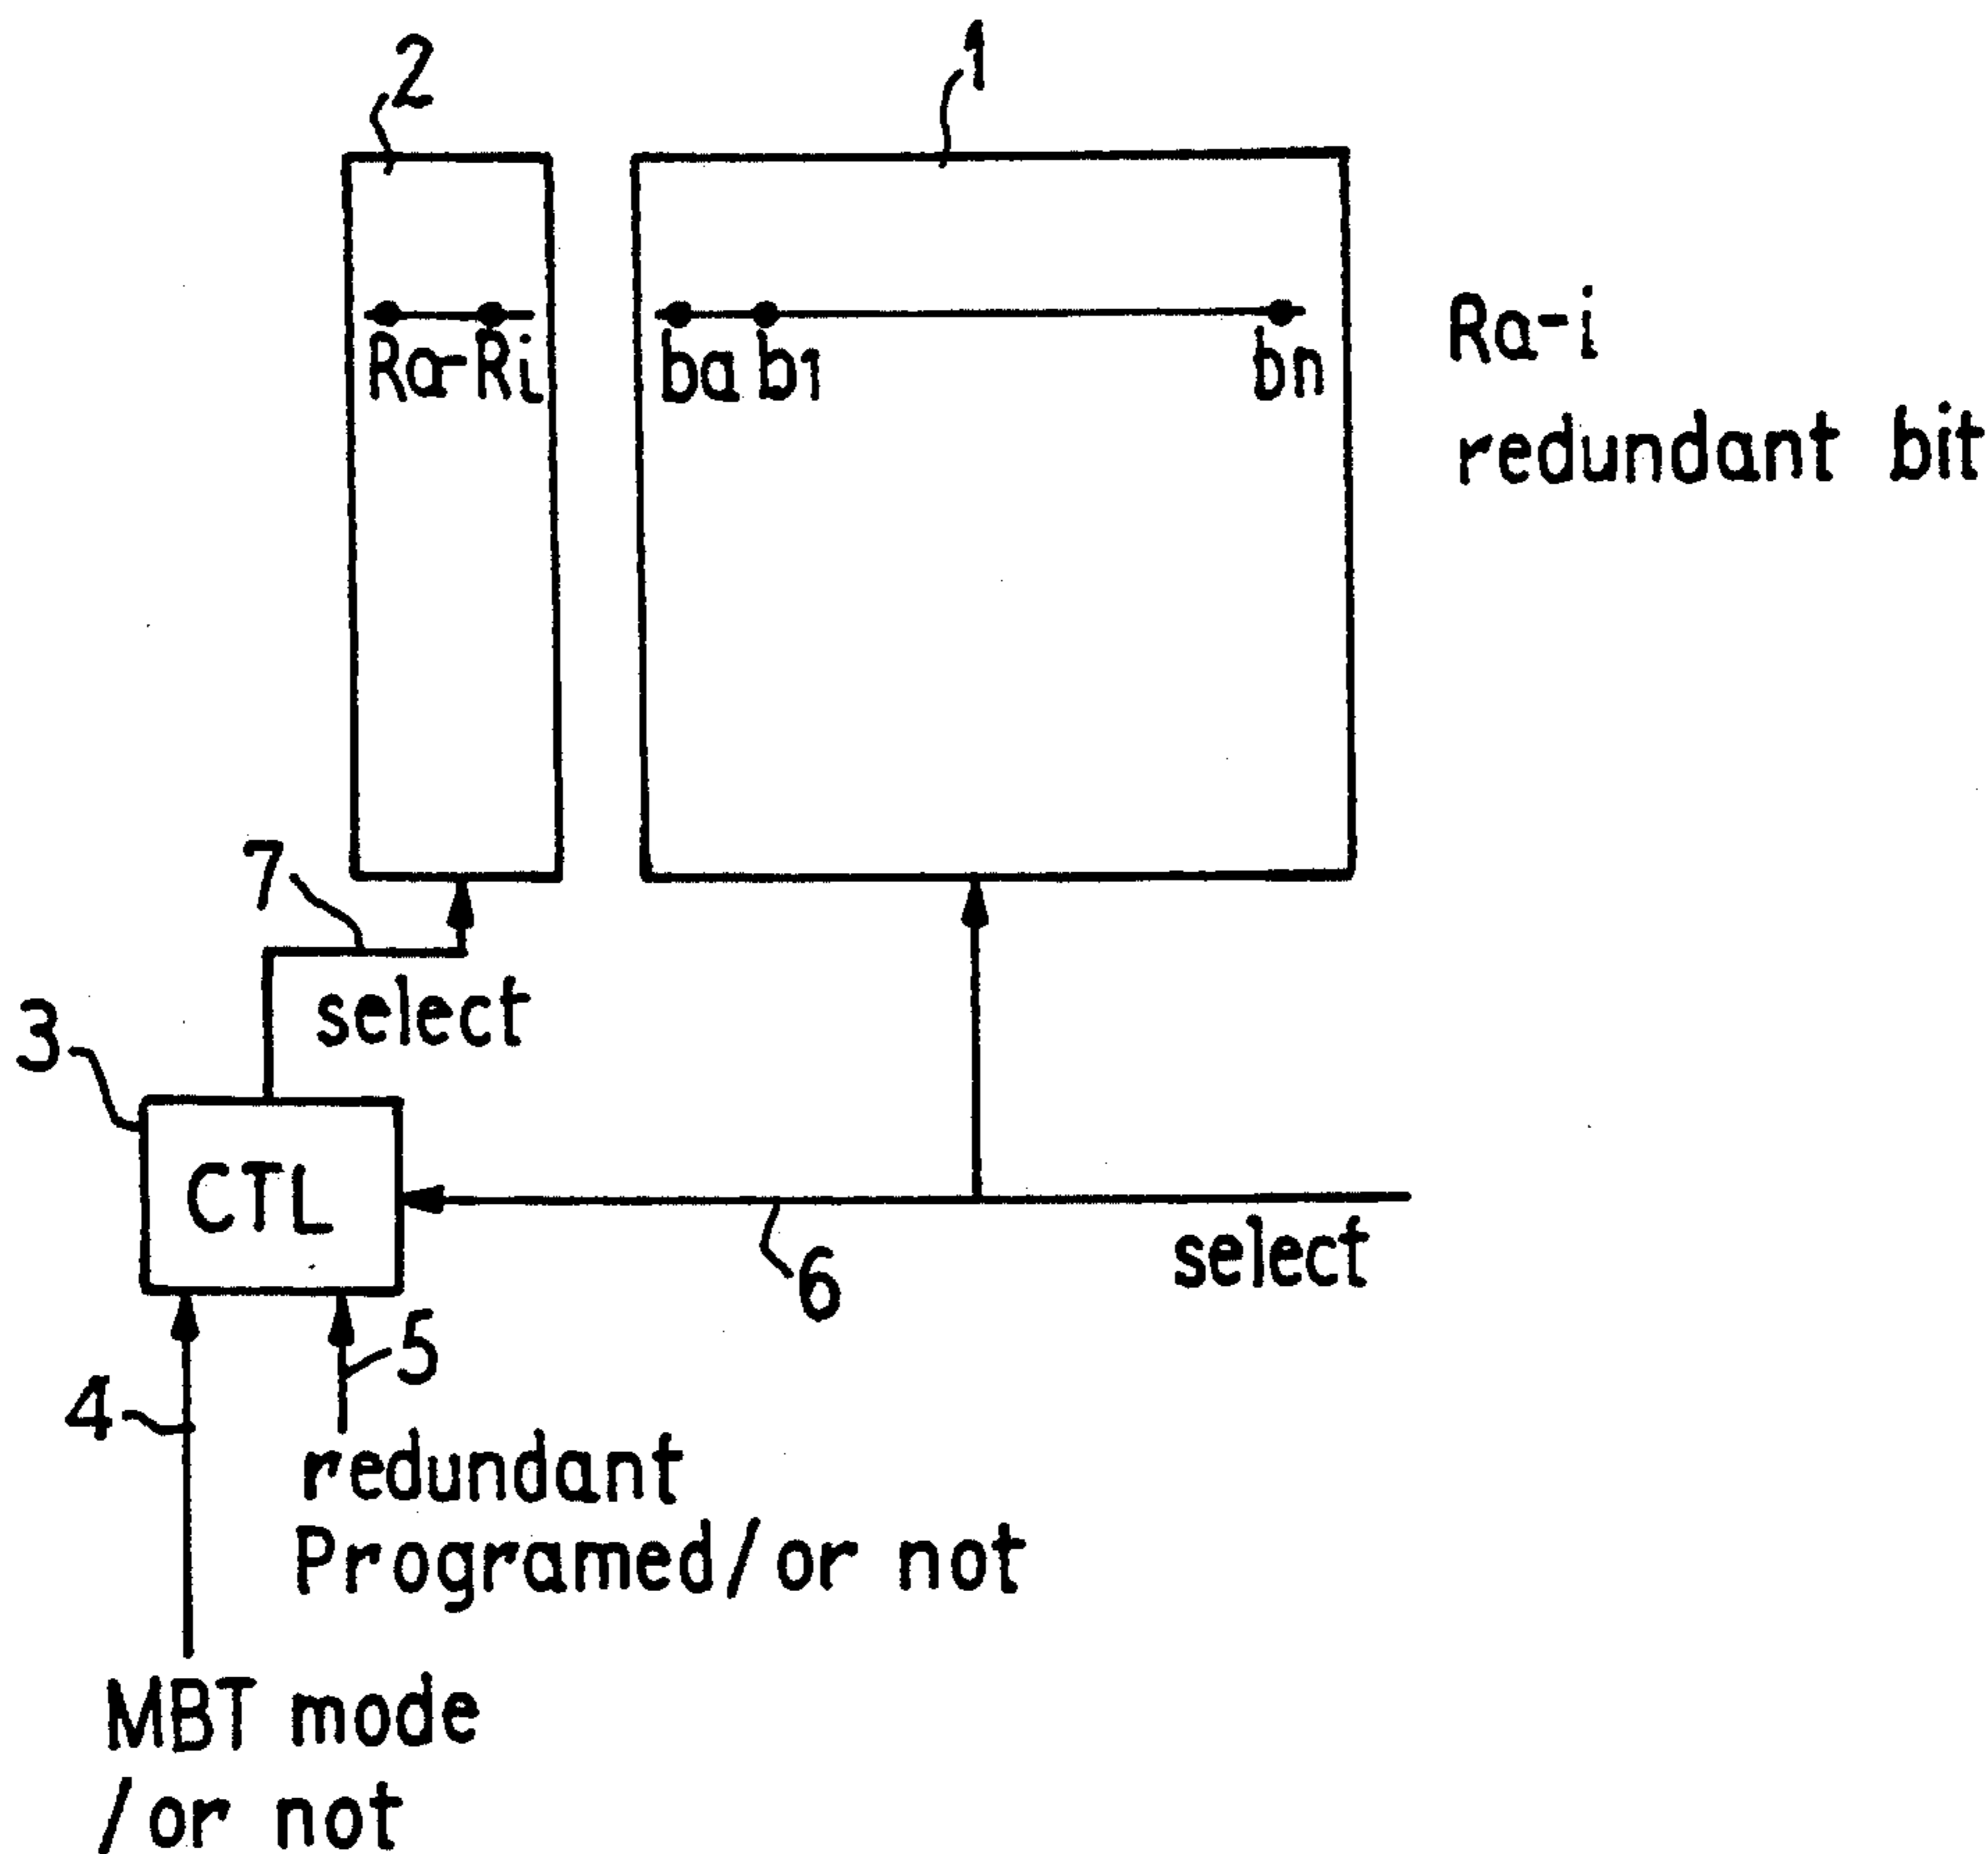 2
1
Ra-Ri
ba b1
bn
Ra-i
redundant bit
7
select
3
CTL
select
6
5
4
redundant
Programed/or not
MBT mode
/or not